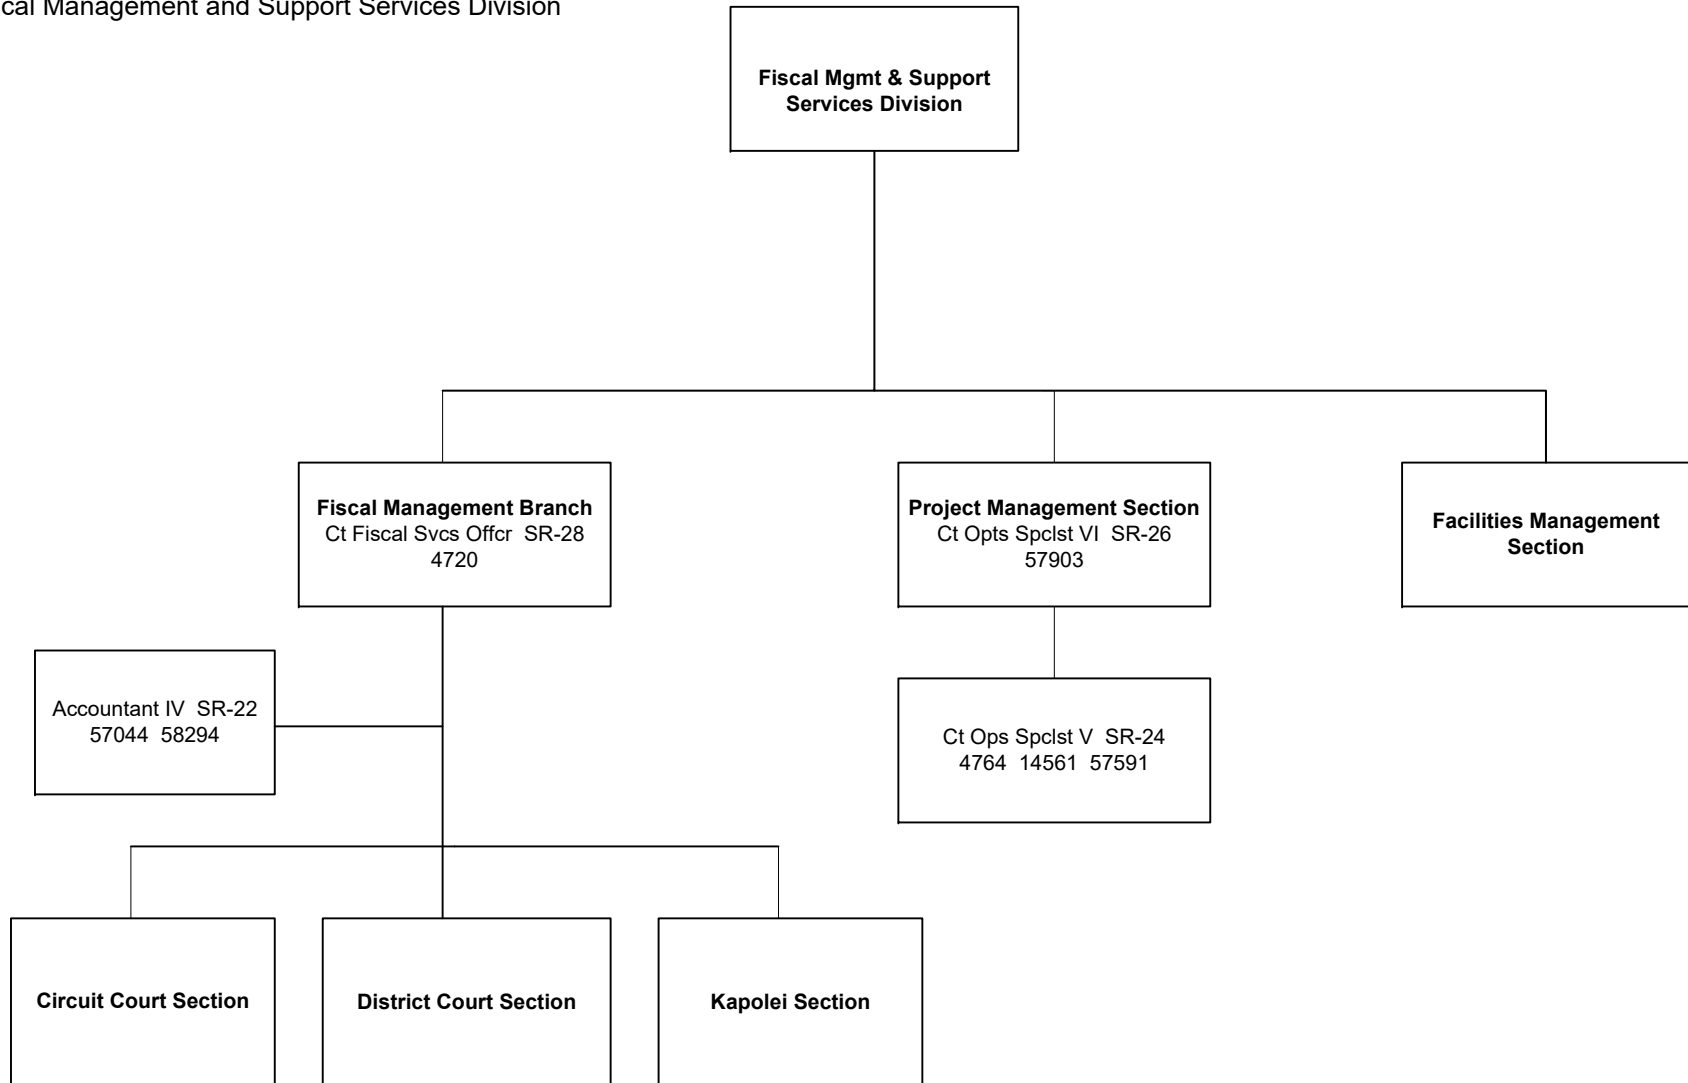 cal Management and Support Services Division
Fiscal Mgmt & Support
Services Division
Fiscal Management Branch
Ct Fiscal Svcs Offcr  SR-28
4720
Project Management Section
Ct Opts Spclst VI  SR-26
57903
Facilities Management
Section
Accountant IV  SR-22
57044  58294
Ct Ops Spclst V  SR-24
4764  14561  57591
Circuit Court Section
District Court Section
Kapolei Section